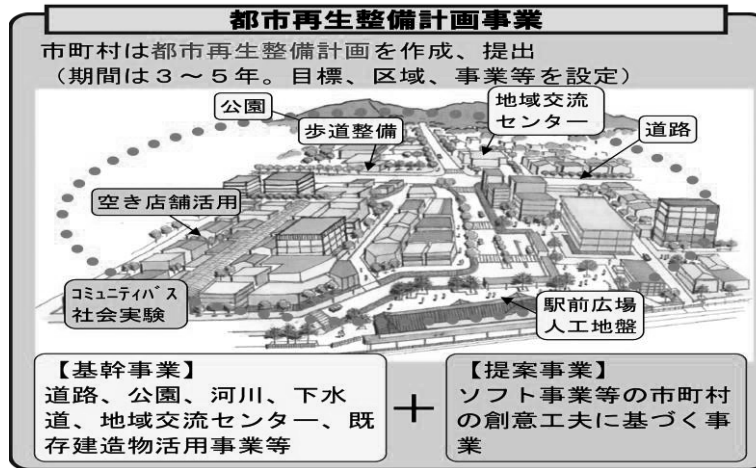 都市再生整備計画事業
市町村は都市再生整備計画を作成、提出
（期間は３～５年。目標、区域、事業等を設定）
公園
歩道整備
地域交流
センター
道路
空き店舗活用
ｺﾐｭﾆﾃｨﾊﾞｽ
社会実験
駅前広場
人工地盤
【基幹事業】
道路、公園、河川、下水
道、地域交流センター、既
存建造物活用事業等
＋
【提案事業】
ソフト事業等の市町村
の創意工夫に基づく事
業